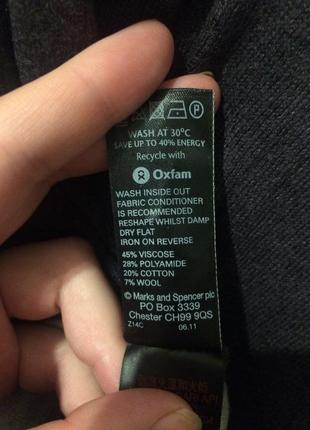 P
WASH AT 30°C
SAVE UP TO 40% ENERGY
Recycle with
Oxfam
WASH INSIDE OUT
FABRIC CONDITIONER
IS RECOMMENDED
RESHAPE WHILST DAMP
DRY FLAT
IRON ON REVERSE
45% VISCOSE
28% POLYAMIDE
20% COTTON
7% WOOL
© Marks and Spencer plc
PO Box 3339
Chester CH99 9QS
Z14C 06.11